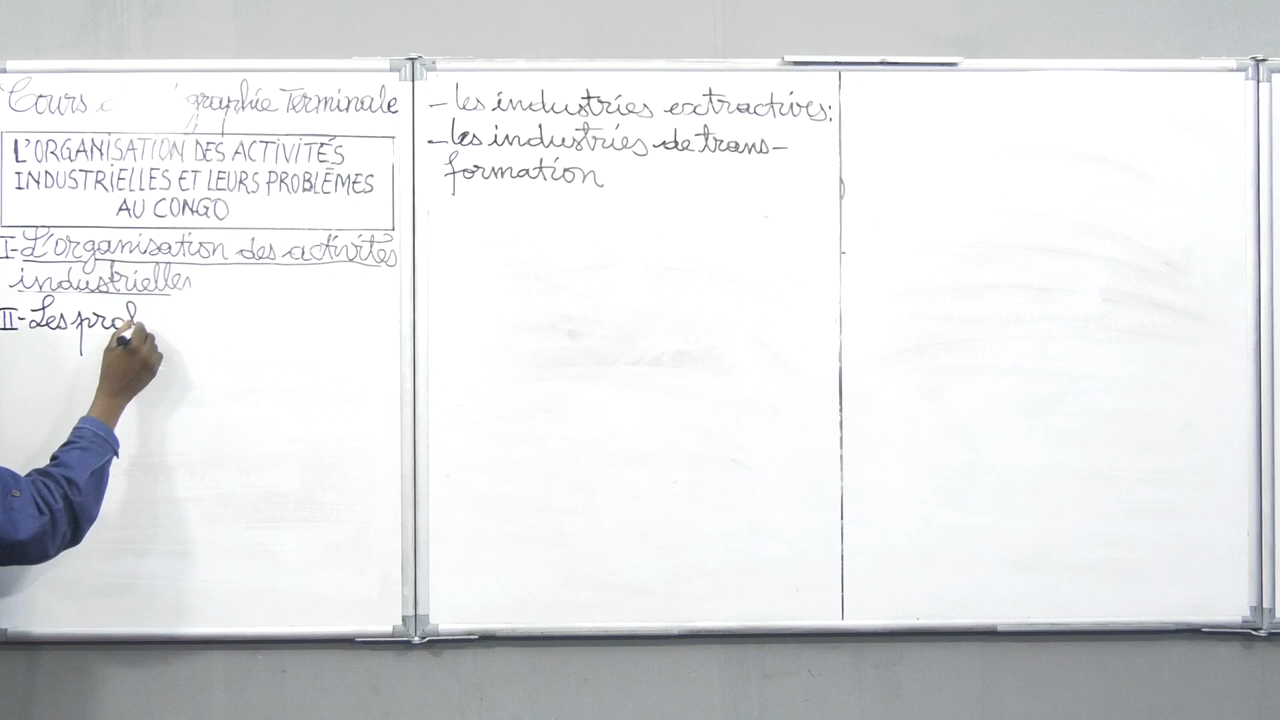 Cours graphie Terminale
L'ORGANISATION DES ACTIVITÉS
INDUSTRIELLES ET LEURS PROBLÈMES
AU CONGO
I- L'organisation des activités
industrielles
II- Les prob
- les industries extractives:
- les industries de trans-
formation